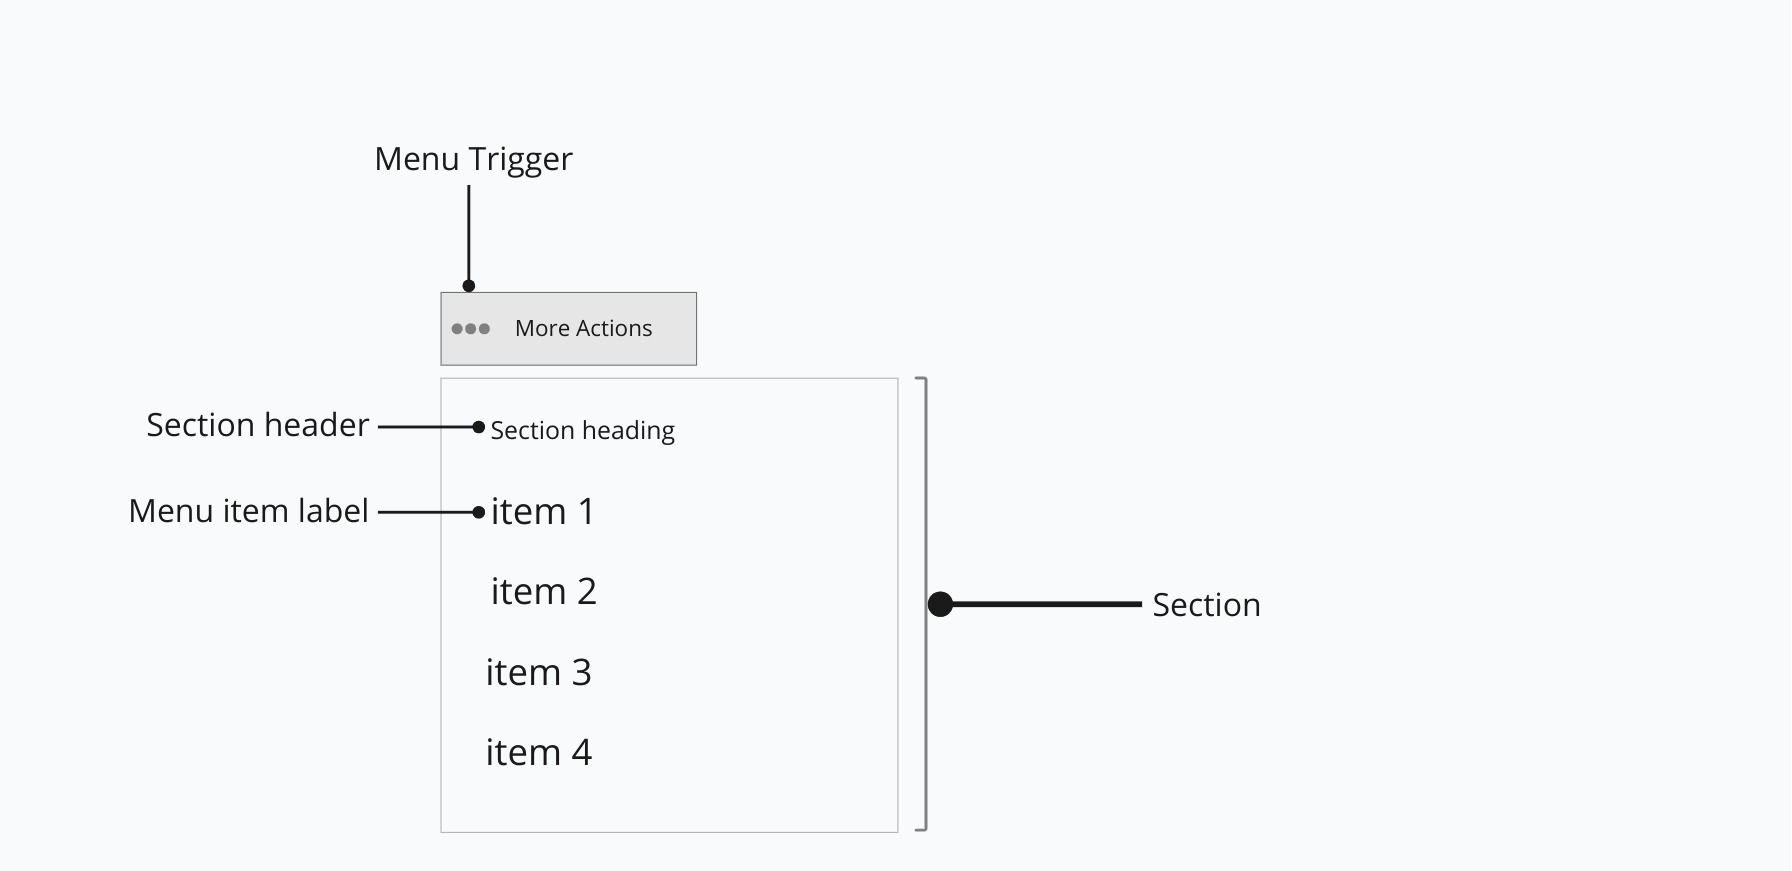 Menu Trigger
More Actions
Section header
Section heading
Menu item label
item 1
item 2
Section
item 3
item 4